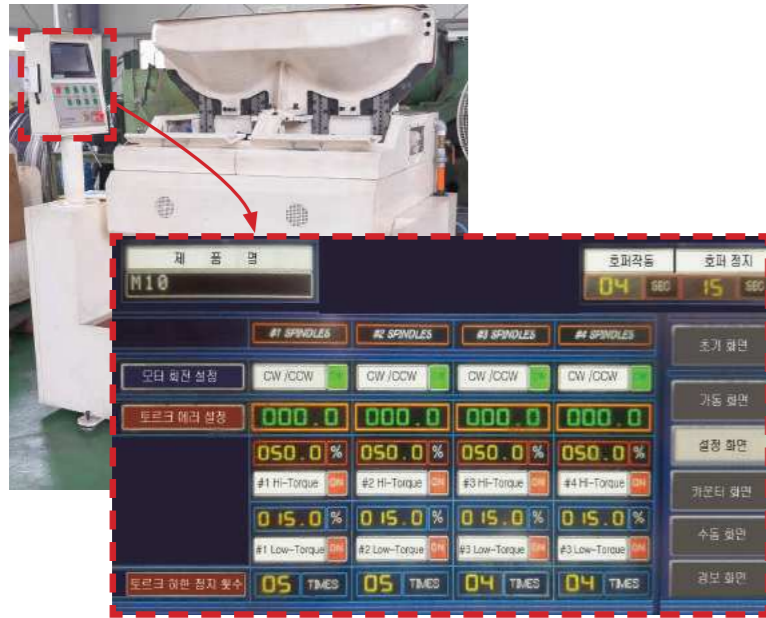 제 품 명
호퍼작동 호퍼 정지
M10
04 SEC 15 SEC
#1 SPINDLES #2 SPINDLES #3 SPINDLES #4 SPINDLES
초기 화면
모타 회전 설정 CW /CCW CW /CCW CW /CCW CW /CCW
가동 화면
토르크 에러 설정 000.0 000.0 000.0 000.0
050.0 % 050.0 % 050.0 % 050.0 %
설정 화면
#1 Hi-Torque ON #2 Hi-Torque ON #3 Hi-Torque ON #4 Hi-Torque ON
카운터 화면
015.0 % 015.0 % 015.0 % 015.0 %
수동 화면
#1 Low-Torque ON #2 Low-Torque ON #3 Low-Torque ON #3 Low-Torque ON
경보 화면
토르크 하한 정지 횟수 05 TIMES 05 TIMES 04 TIMES 04 TIMES